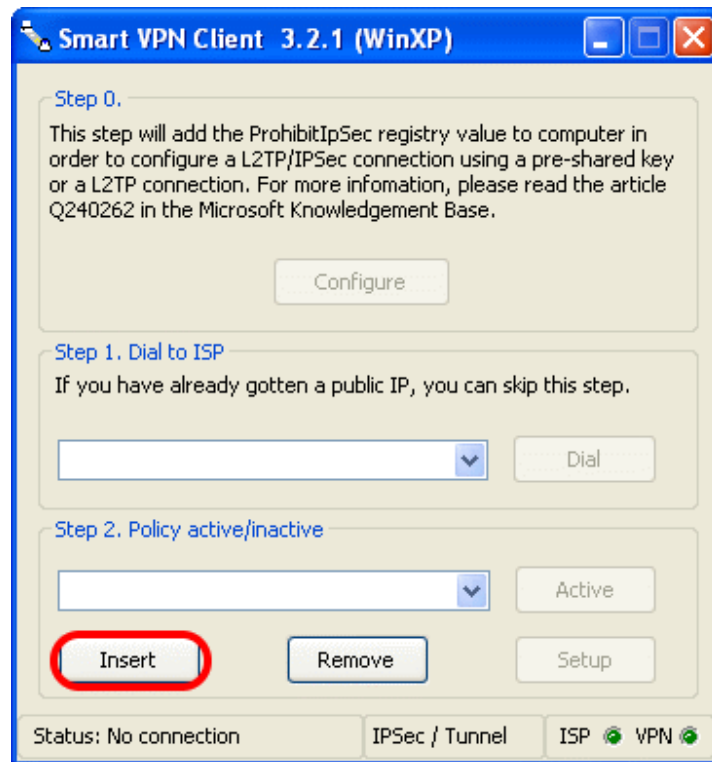 Smart VPN Client 3.2.1 (WinXP)
Step 0.
This step will add the ProhibitIpSec registry value to computer in
order to configure a L2TP/IPSec connection using a pre-shared key
or a L2TP connection. For more infomation, please read the article
Q240262 in the Microsoft Knowledgement Base.
Configure
Step 1. Dial to ISP
If you have already gotten a public IP, you can skip this step.
Dial
Step 2. Policy active/inactive
Active
Insert Remove Setup
Status: No connection IPSec / Tunnel ISP VPN